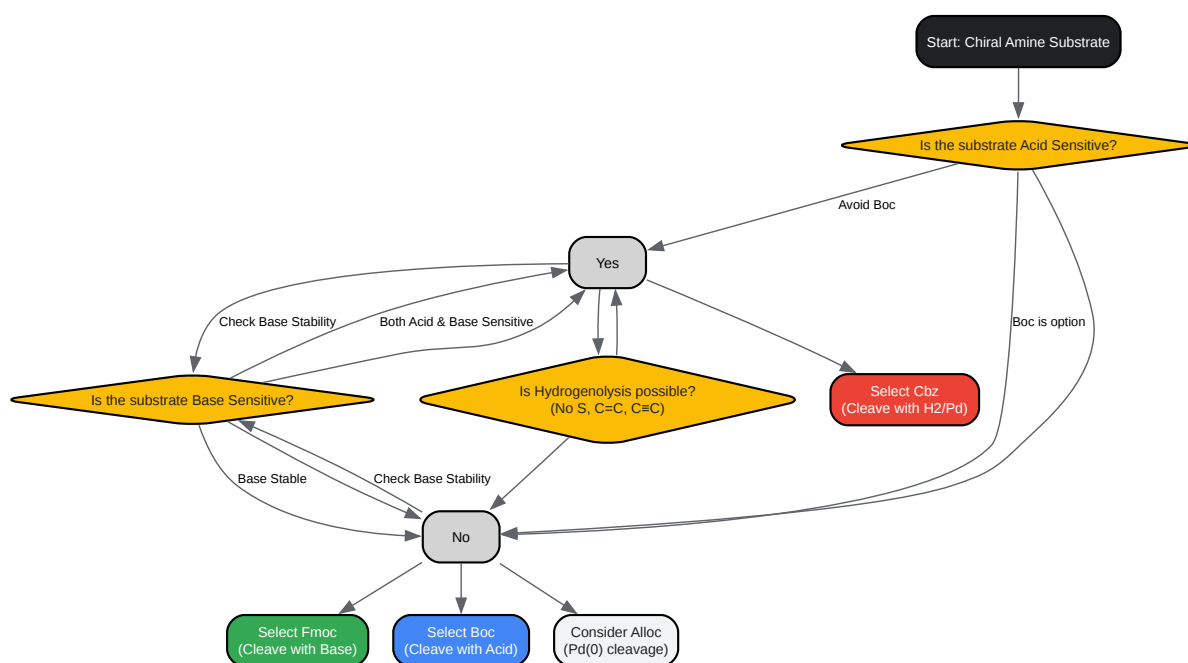 Start: Chiral Amine Substrate
Is the substrate Acid Sensitive?
Avoid Boc
Yes
Check Base Stability
Both Acid & Base Sensitive
Boc is option
Is the substrate Base Sensitive?
Is Hydrogenolysis possible?
(No S, C=C, C≡C)
Select Cbz
(Cleave with H2/Pd)
Base Stable
Check Base Stability
No
Select Fmoc
(Cleave with Base)
Select Boc
(Cleave with Acid)
Consider Alloc
(Pd(0) cleavage)